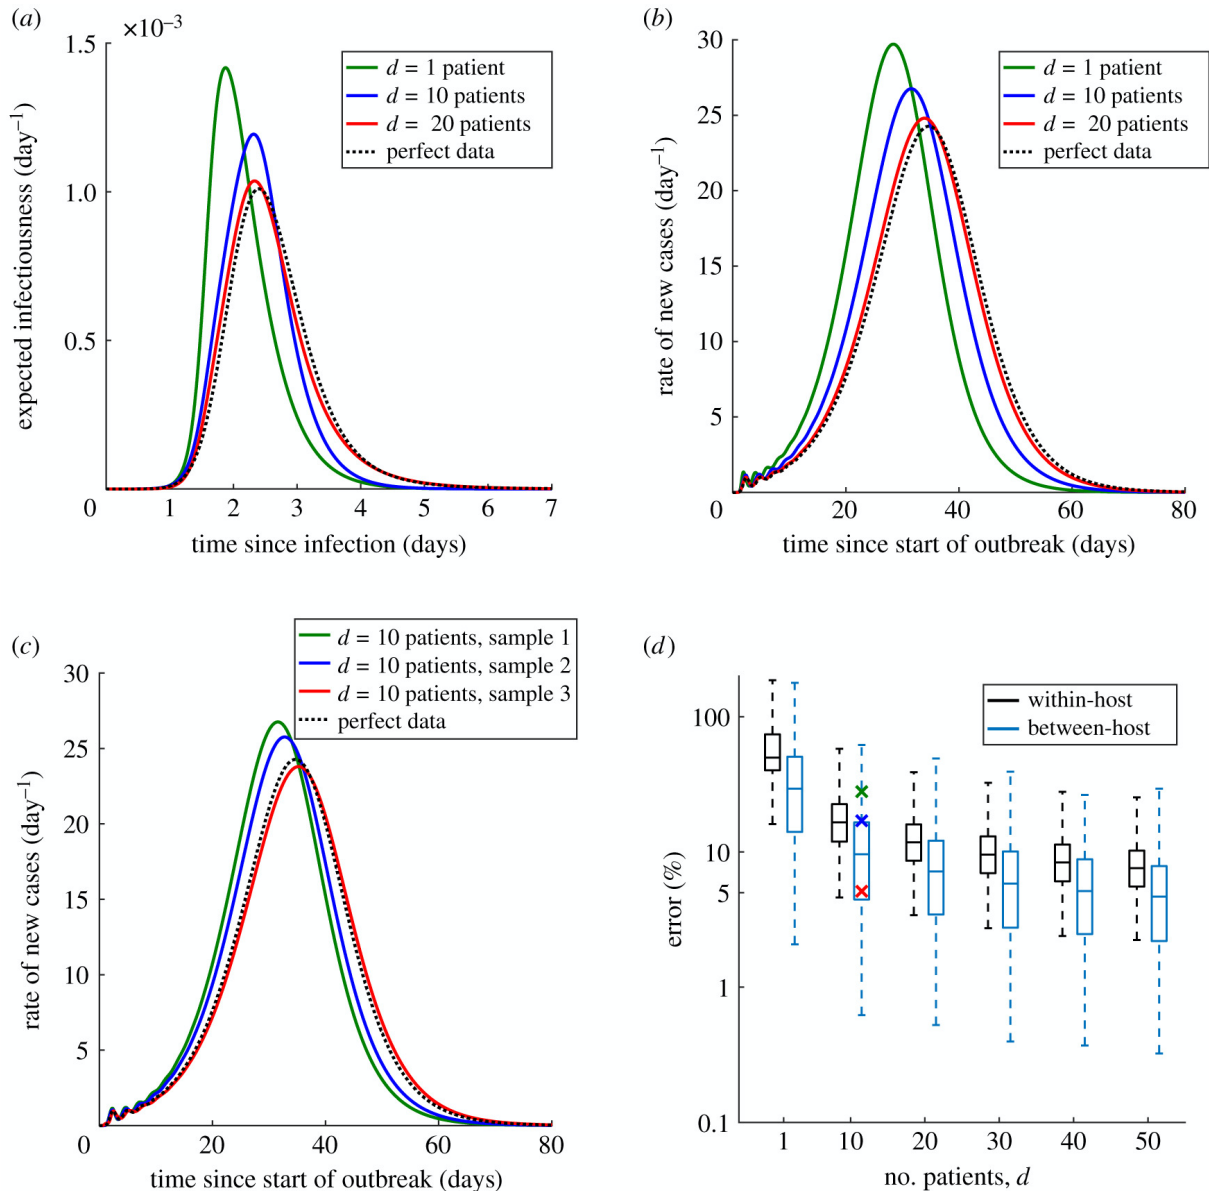 (a)
×10–3
1.5
1.0
0.5
0
1
2
3
4
5
6
7
expected infectiousness (day–1)
time since infection (days)
d = 1 patient
d = 10 patients
d = 20 patients
perfect data
(b)
30
25
20
15
10
5
0
20
40
60
80
rate of new cases (day–1)
time since start of outbreak (days)
d = 1 patient
d = 10 patients
d = 20 patients
perfect data
(c)
30
25
20
15
10
5
0
20
40
60
80
rate of new cases (day–1)
time since start of outbreak (days)
d = 10 patients, sample 1
d = 10 patients, sample 2
d = 10 patients, sample 3
perfect data
(d)
100
10
5
1
0.1
1
10
20
30
40
50
error (%)
no. patients, d
within-host
between-host